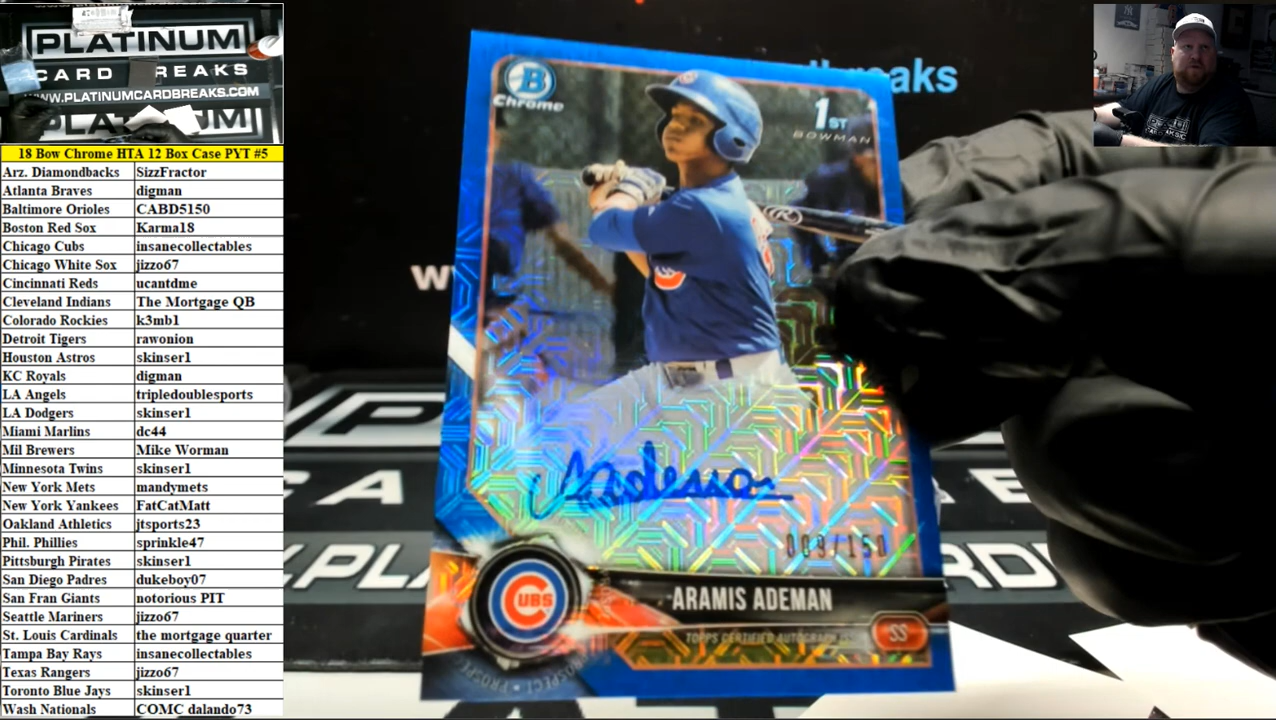 PLATINUM
CARD BREAKS
WWW.PLATINUMCARDBREAKS.COM
18 Bow Chrome HTA 12 Box Case PYT #5
Arz. Diamondbacks SizzFractor
Atlanta Braves digman
Baltimore Orioles CABD5150
Boston Red Sox Karma18
Chicago Cubs insanecollectables
Chicago White Sox jizzo67
Cincinnati Reds ucantdme
Cleveland Indians The Mortgage QB
Colorado Rockies k3mb1
Detroit Tigers rawonion
Houston Astros skinser1
KC Royals digman
LA Angels tripledoublesports
LA Dodgers skinser1
Miami Marlins dc44
Mil Brewers Mike Worman
Minnesota Twins skinser1
New York Mets mandymets
New York Yankees FatCatMatt
Oakland Athletics jtsports23
Phil. Phillies sprinkle47
Pittsburgh Pirates skinser1
San Diego Padres dukeboy07
San Fran Giants notorious PIT
Seattle Mariners jizzo67
St. Louis Cardinals the mortgage quarter
Tampa Bay Rays insanecollectables
Texas Rangers jizzo67
Toronto Blue Jays skinser1
Wash Nationals COMC dalando73
B
Chrome
1ST
BOWMAN
Ademan
009/150
CUBS
ARAMIS ADEMAN
TOPPS CERTIFIED AUTOGRAPH
SS
PROSPECT